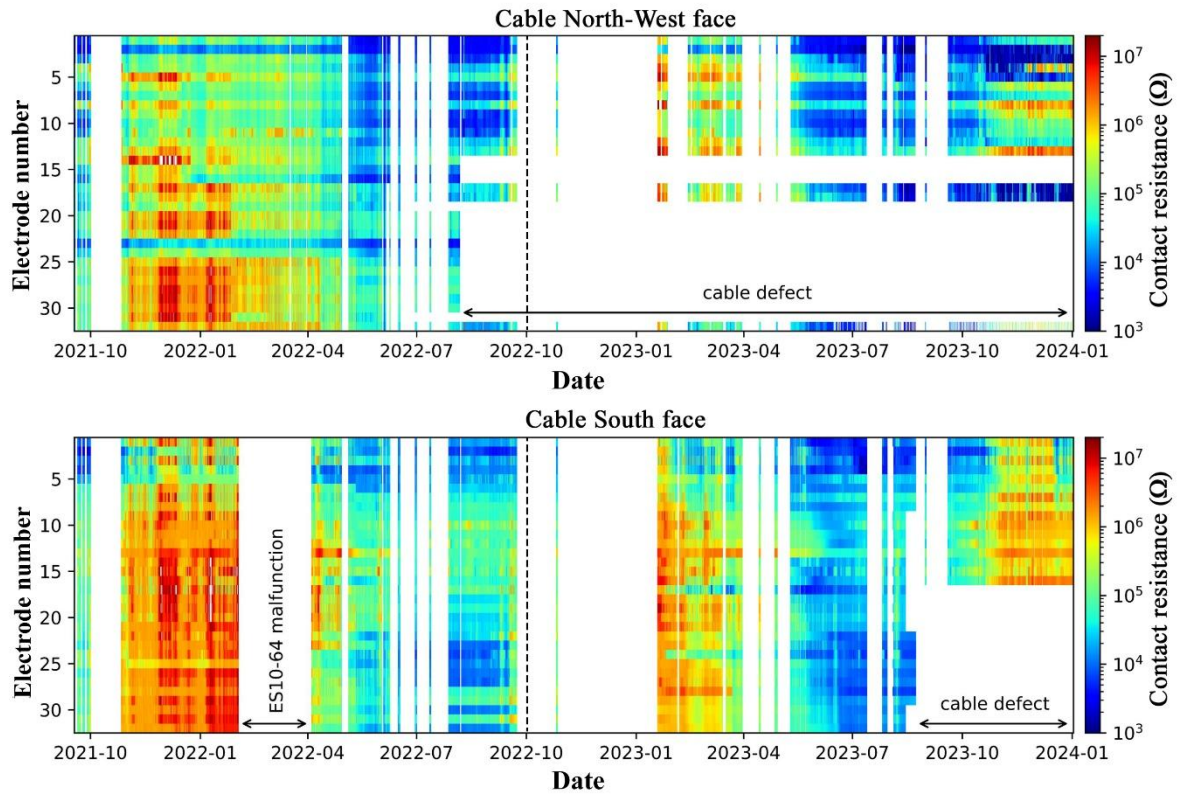 Cable North-West face
Electrode number
5
10
15
20
25
30
cable defect
2021-10 2022-01 2022-04 2022-07 2022-10 2023-01 2023-04 2023-07 2023-10 2024-01
Date
10⁷
10⁶
10⁵
10⁴
10³
Contact resistance (Ω)
Cable South face
Electrode number
5
10
15
20
25
30
ES10-64 malfunction
cable defect
2021-10 2022-01 2022-04 2022-07 2022-10 2023-01 2023-04 2023-07 2023-10 2024-01
Date
10⁷
10⁶
10⁵
10⁴
10³
Contact resistance (Ω)